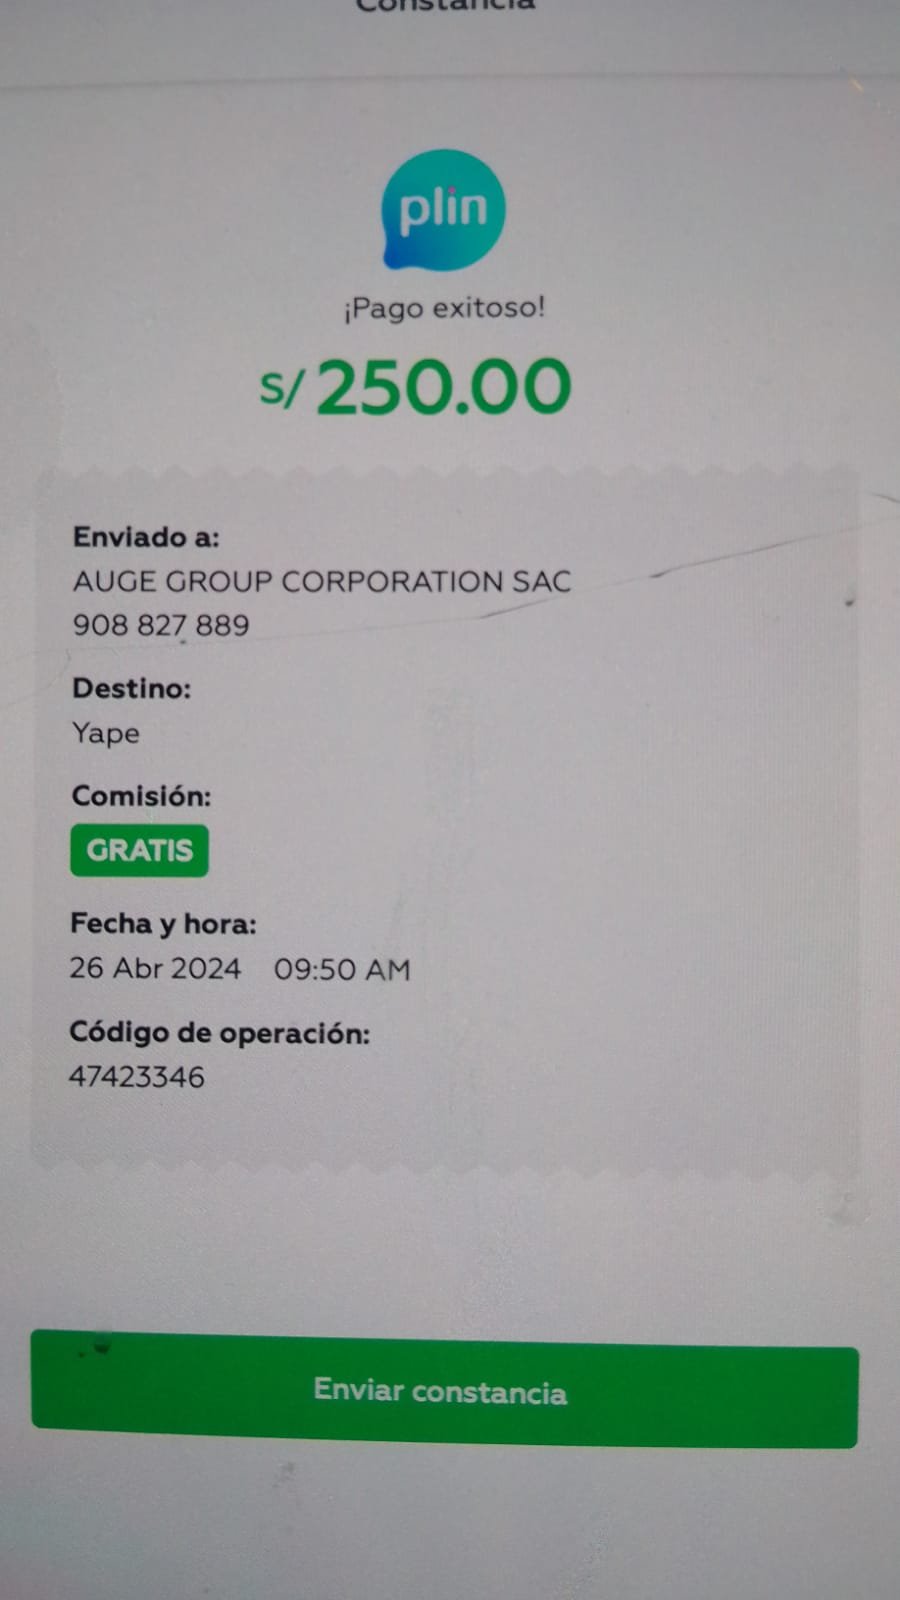 Constancia
plin
¡Pago exitoso!
S/ 250.00
Enviado a:
AUGE GROUP CORPORATION SAC
908 827 889
Destino:
Yape
Comisión:
GRATIS
Fecha y hora:
26 Abr 2024 09:50 AM
Código de operación:
47423346
Enviar constancia